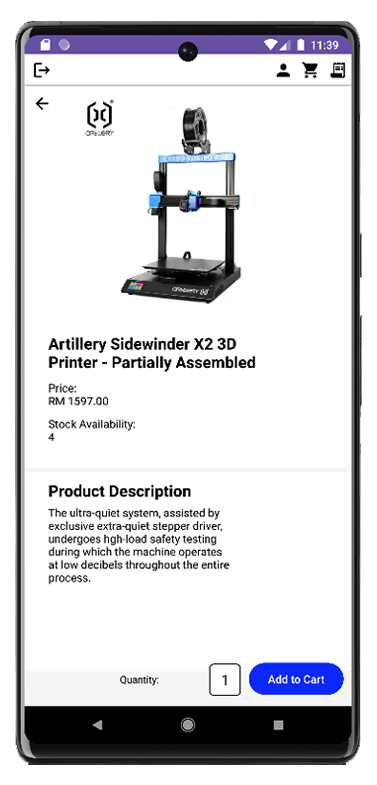 11:39
ARTILLERY
ARTILLERY
Artillery Sidewinder X2 3D
Printer - Partially Assembled
Price:
RM 1597.00
Stock Availability:
4
Product Description
The ultra-quiet system, assisted by
exclusive extra-quiet stepper driver,
undergoes hgh-load safety testing
during which the machine operates
at low decibels throughout the entire
process.
Quantity:
1
Add to Cart